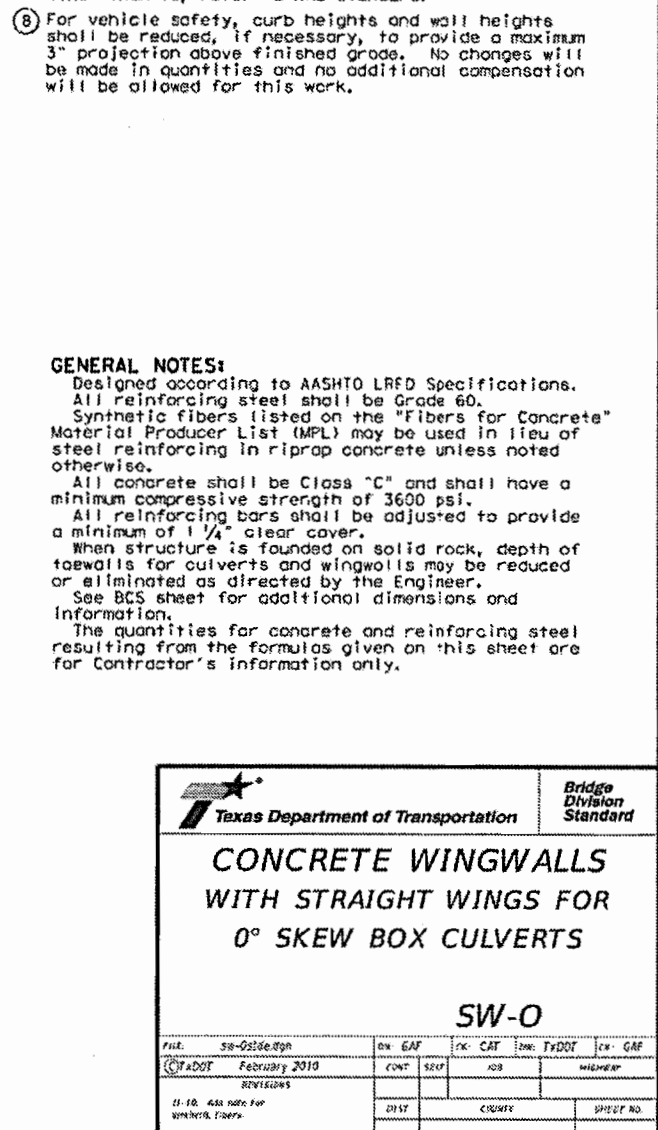 ⑧ For vehicle safety, curb heights and wall heights
shall be reduced, if necessary, to provide a maximum
3" projection above finished grade. No changes will
be made in quantities and no additional compensation
will be allowed for this work.
GENERAL NOTES:
Designed according to AASHTO LRFD Specifications.
All reinforcing steel shall be Grade 60.
Synthetic fibers listed on the "Fibers for Concrete"
Material Producer List (MPL) may be used in lieu of
steel reinforcing in riprap concrete unless noted
otherwise.
All concrete shall be Class "C" and shall have a
minimum compressive strength of 3600 psi.
All reinforcing bars shall be adjusted to provide
a minimum of 1 1/4" clear cover.
When structure is founded on solid rock, depth of
toewalls for culverts and wingwalls may be reduced
or eliminated as directed by the Engineer.
See BCS sheet for additional dimensions and
information.
The quantities for concrete and reinforcing steel
resulting from the formulas given on this sheet are
for Contractor's information only.
Texas Department of Transportation
Bridge
Division
Standard
CONCRETE WINGWALLS
WITH STRAIGHT WINGS FOR
0° SKEW BOX CULVERTS
SW-O
FILE: sw-0stde.dgn DN: GAF CK: CAT DW: TxDOT CK: GAF
©TxDOT February 2010 CONT SECT JOB HIGHWAY
REVISIONS
11-10: Add note for
synthetic fibers.
DIST COUNTY SHEET NO.